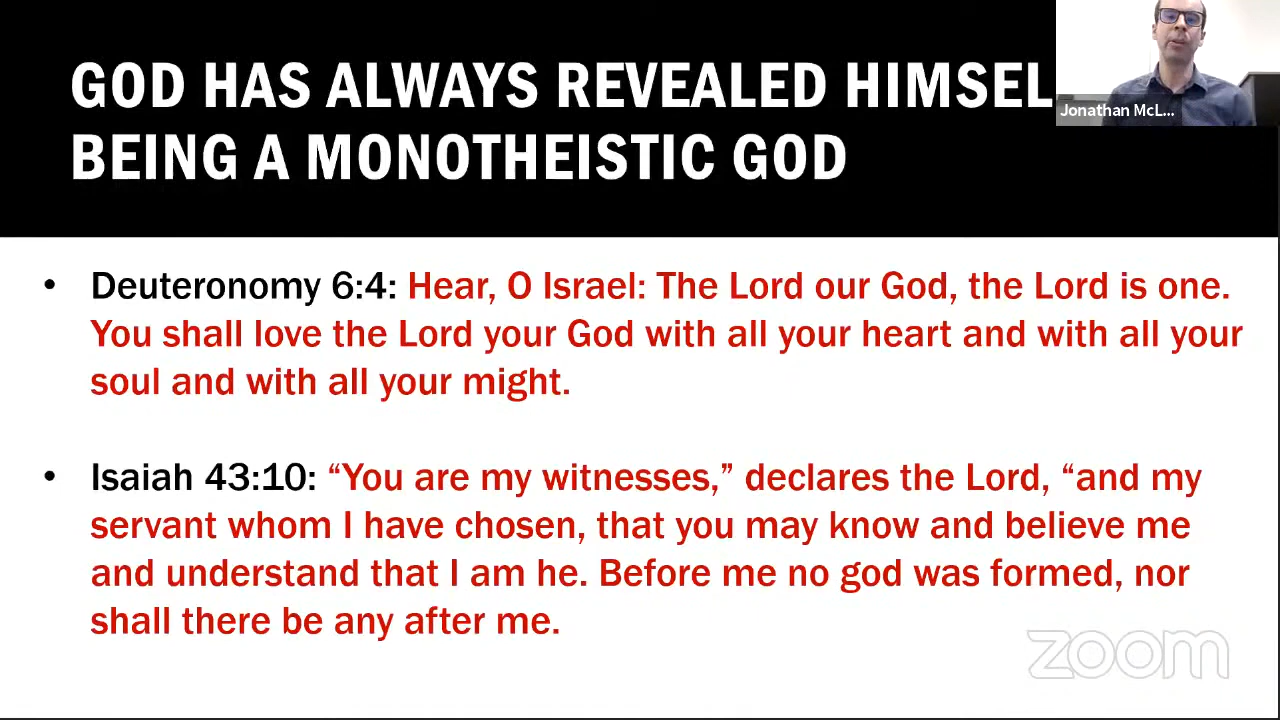 GOD HAS ALWAYS REVEALED HIMSEL
BEING A MONOTHEISTIC GOD
Jonathan McL...
• Deuteronomy 6:4: Hear, O Israel: The Lord our God, the Lord is one.
You shall love the Lord your God with all your heart and with all your
soul and with all your might.
• Isaiah 43:10: “You are my witnesses,” declares the Lord, “and my
servant whom I have chosen, that you may know and believe me
and understand that I am he. Before me no god was formed, nor
shall there be any after me.
zoom